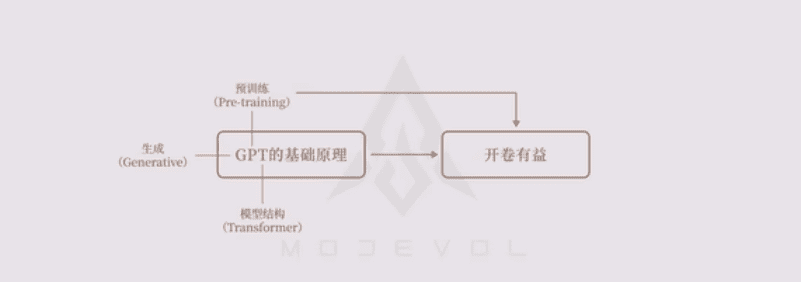 预训练
(Pre-training)
生成
(Generative)
GPT的基础原理
开卷有益
模型结构
(Transformer)
MODEVOL